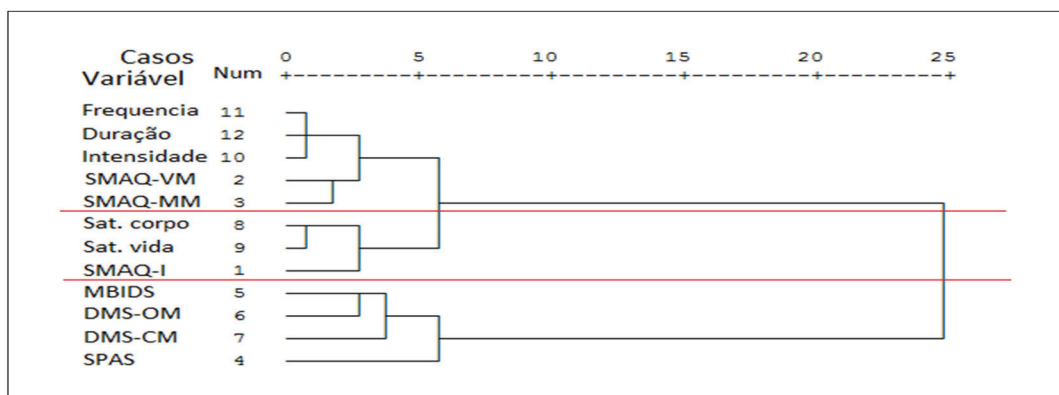 Casos 0 5 10 15 20 25
Variável Num
Frequencia 11
Duração 12
Intensidade 10
SMAQ-VM 2
SMAQ-MM 3
Sat. corpo 8
Sat. vida 9
SMAQ-I 1
MBIDS 5
DMS-OM 6
DMS-CM 7
SPAS 4